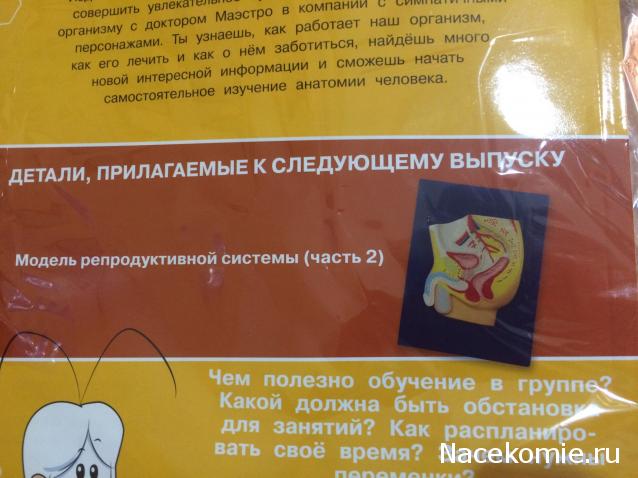 совершить увлекательное
организму с доктором Маэстро в компании с симпатичными
персонажами. Ты узнаешь, как работает наш организм,
как его лечить и как о нём заботиться, найдёшь много
новой интересной информации и сможешь начать
самостоятельное изучение анатомии человека.
ДЕТАЛИ, ПРИЛАГАЕМЫЕ К СЛЕДУЮЩЕМУ ВЫПУСКУ
Модель репродуктивной системы (часть 2)
Чем полезно обучение в группе?
Какой должна быть обстановк
для занятий? Как распланиро-
вать своё время?
перемечки?
Nacekomie.ru